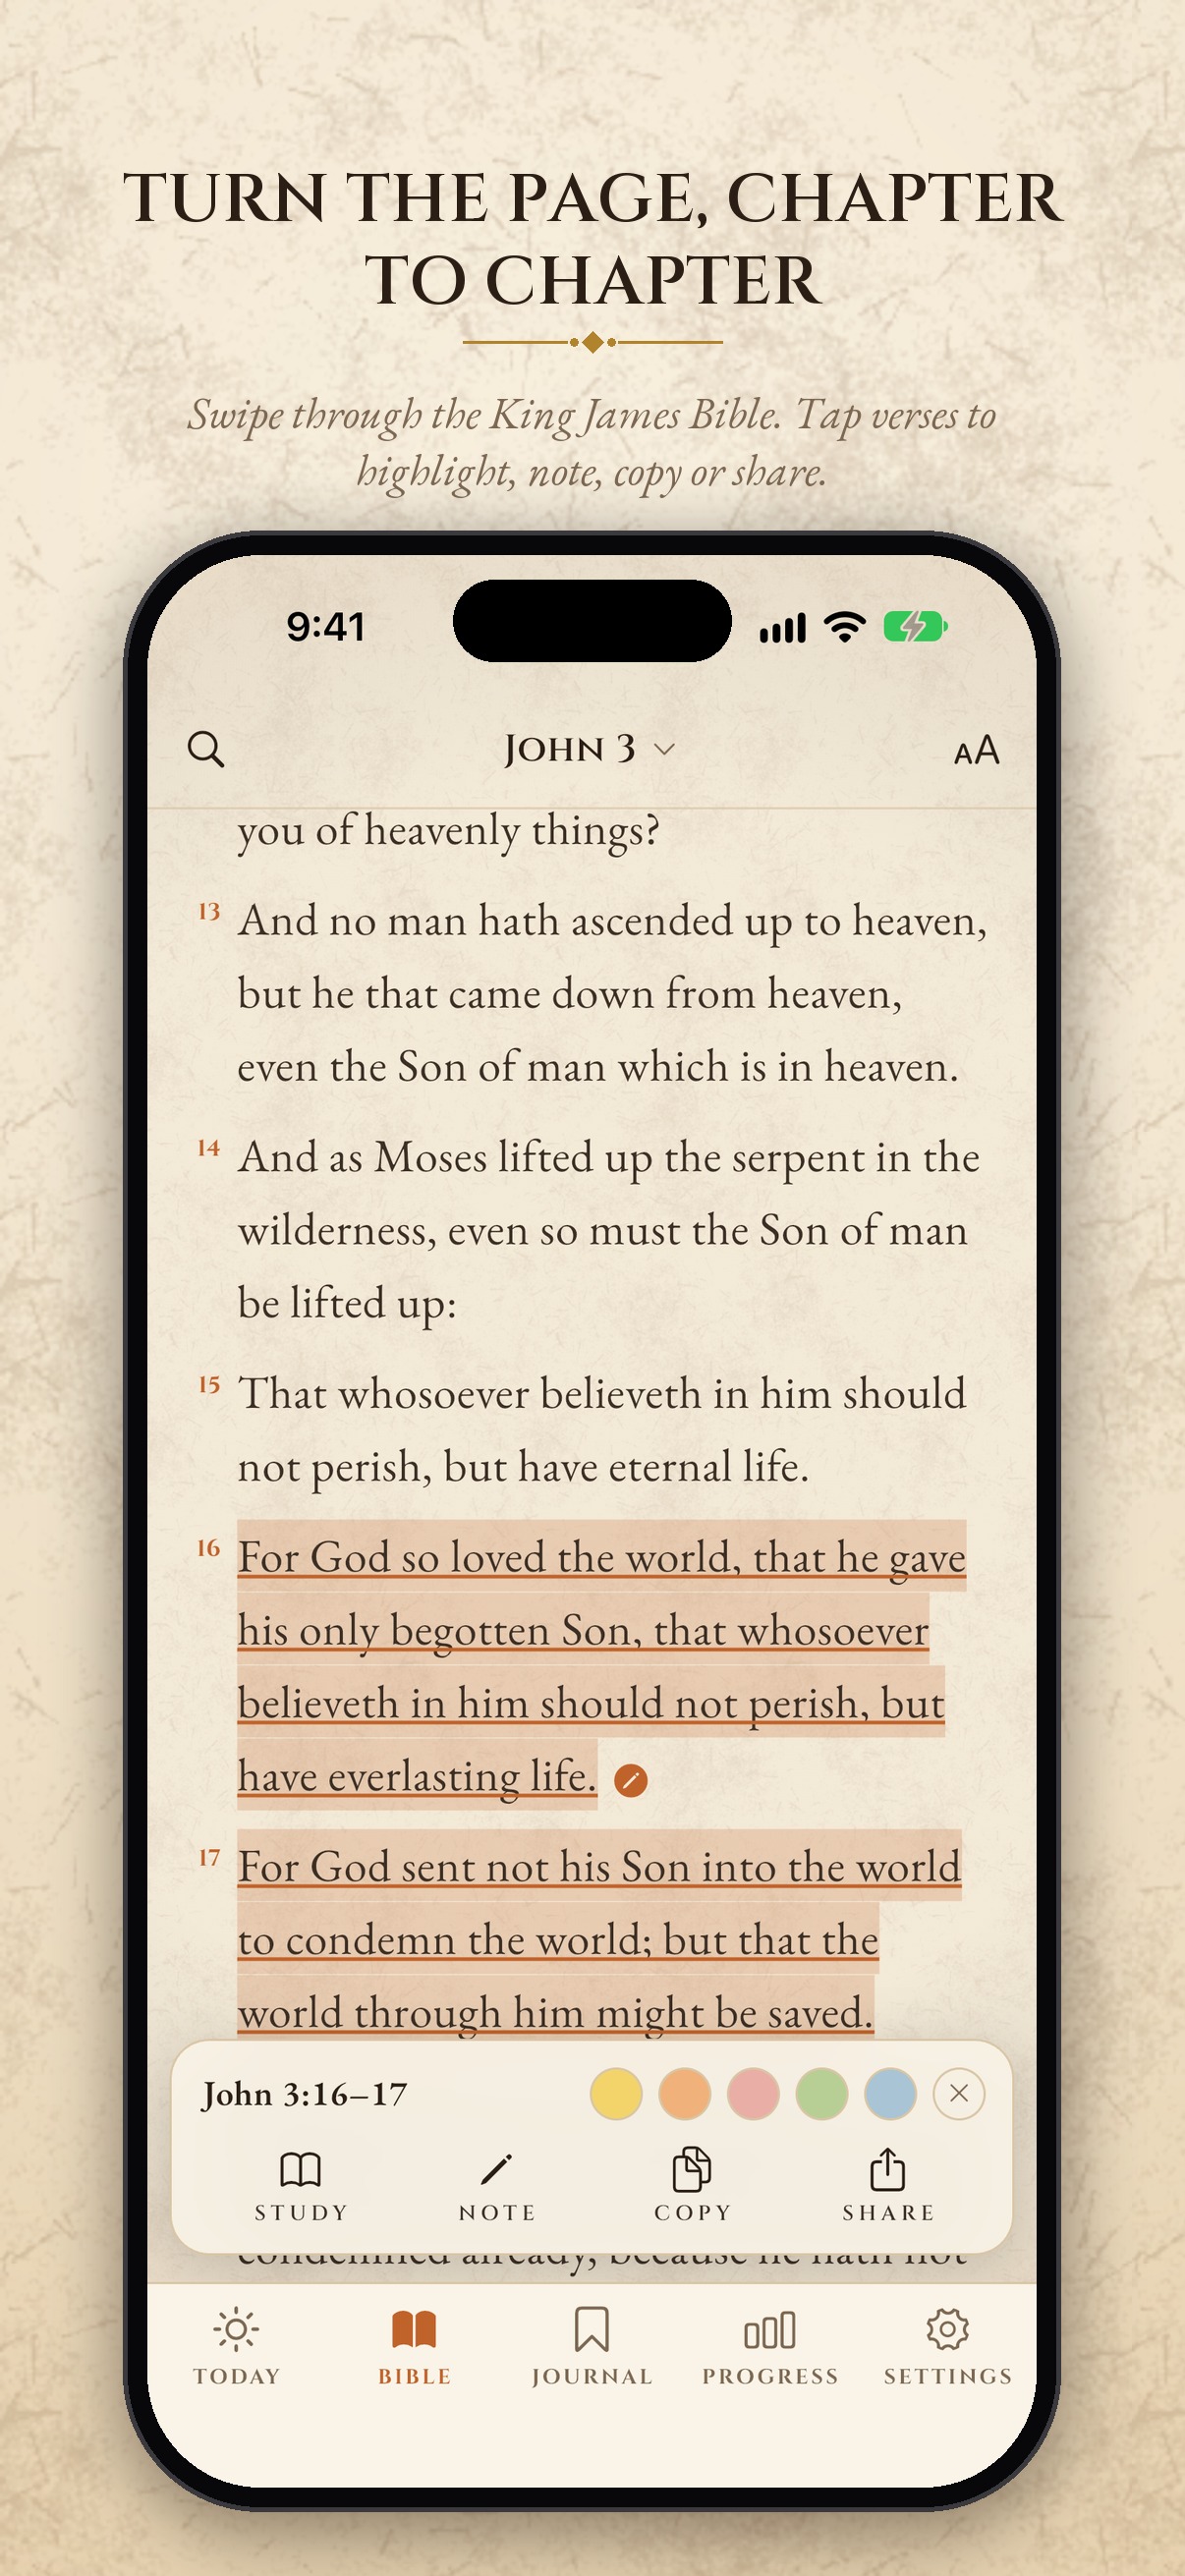 TURN THE PAGE, CHAPTER
TO CHAPTER
Swipe through the King James Bible. Tap verses to
highlight, note, copy or share.
9:41
JOHN 3
AA
you of heavenly things?
13 And no man hath ascended up to heaven,
but he that came down from heaven,
even the Son of man which is in heaven.
14 And as Moses lifted up the serpent in the
wilderness, even so must the Son of man
be lifted up:
15 That whosoever believeth in him should
not perish, but have eternal life.
16 For God so loved the world, that he gave
his only begotten Son, that whosoever
believeth in him should not perish, but
have everlasting life.
17 For God sent not his Son into the world
to condemn the world; but that the
world through him might be saved.
John 3:16–17
STUDY NOTE COPY SHARE
condemned already, because he hath not
TODAY BIBLE JOURNAL PROGRESS SETTINGS